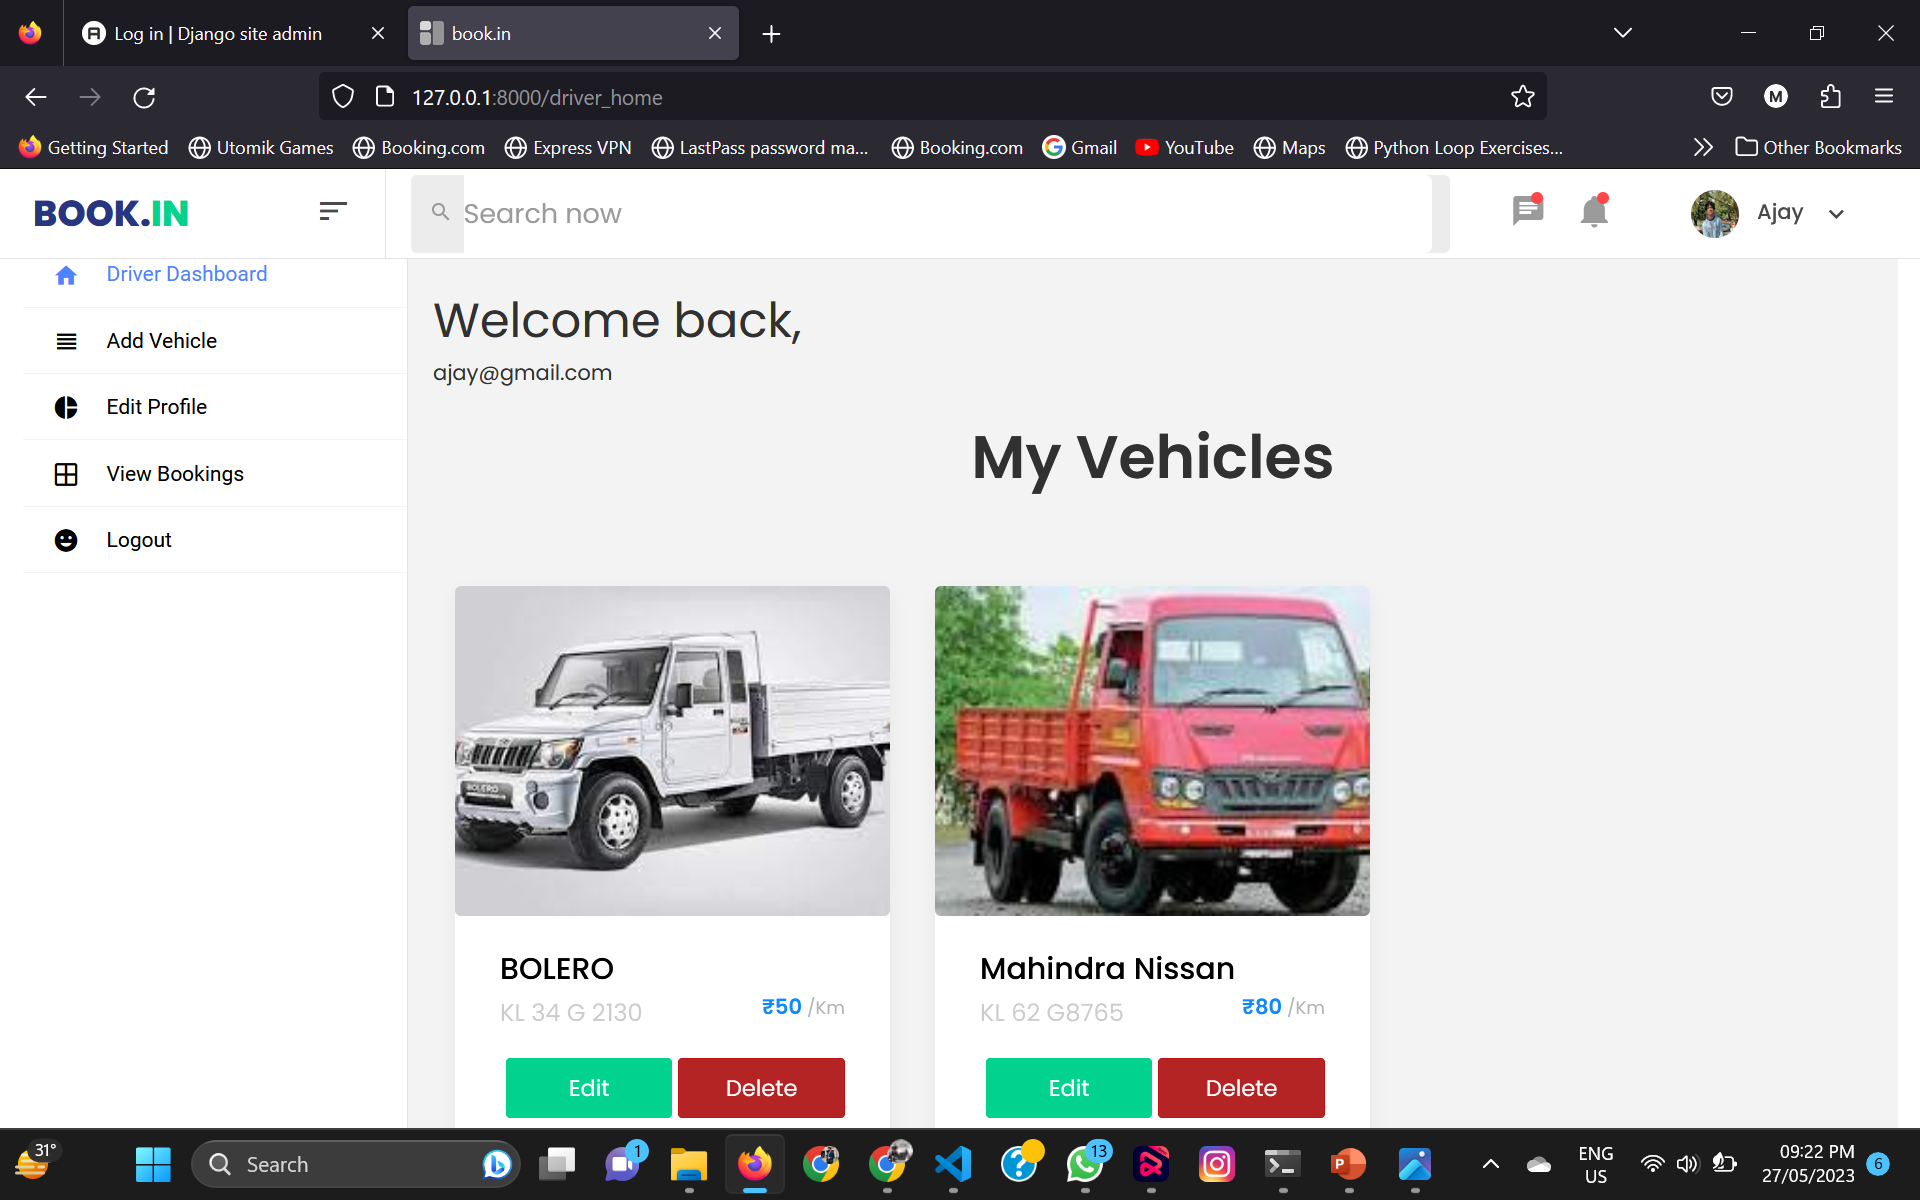 Log in | Django site admin
book.in
127.0.0.1:8000/driver_home
M
Getting Started
Utomik Games
Booking.com
Express VPN
LastPass password ma...
Booking.com
Gmail
YouTube
Maps
Python Loop Exercises...
Other Bookmarks
BOOK.IN
Search now
Ajay
Driver Dashboard
Add Vehicle
Edit Profile
View Bookings
Logout
Welcome back,
ajay@gmail.com
My Vehicles
BOLERO
BOLERO
KL 34 G 2130
₹50 /Km
Edit
Delete
Mahindra Nissan
KL 62 G8765
₹80 /Km
Edit
Delete
31°
Search
1
13
ENG
US
09:22 PM
27/05/2023
6